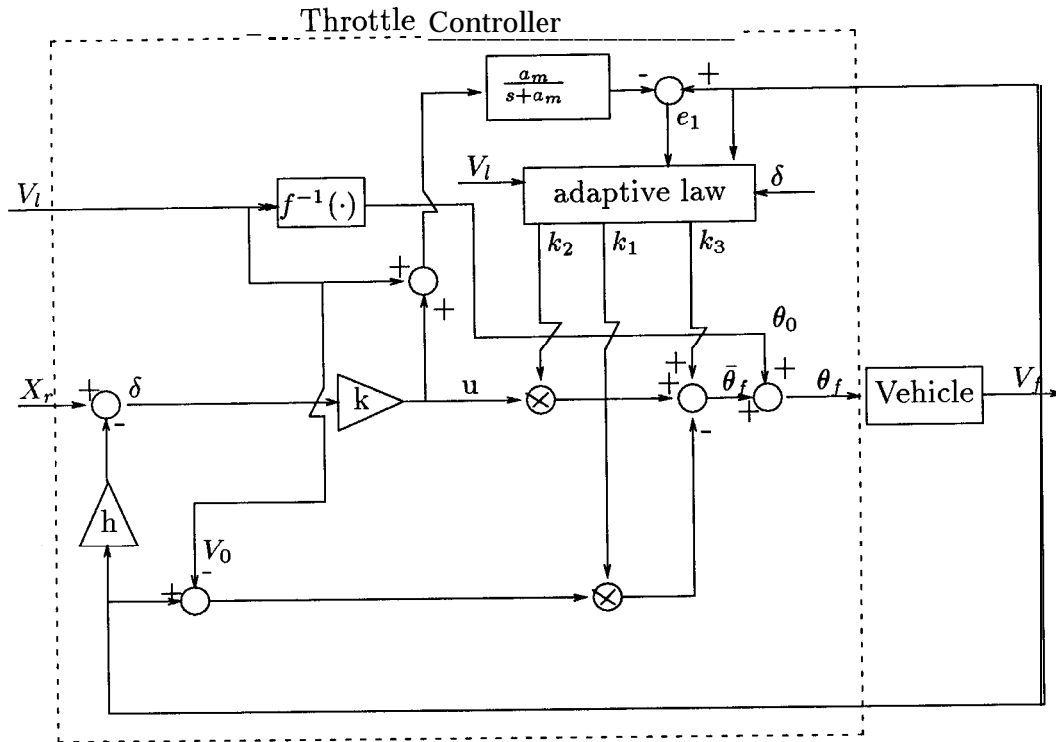 Throttle Controller
a_m
s+a_m
-
+
e_1
V_l
adaptive law
δ
V_l
f^{-1}(·)
k_2
k_1
k_3
+
+
θ_0
X_r
+
δ
-
k
u
+
+
-
θ̄_f
+
+
θ_f
Vehicle
V_f
h
V_0
-
+